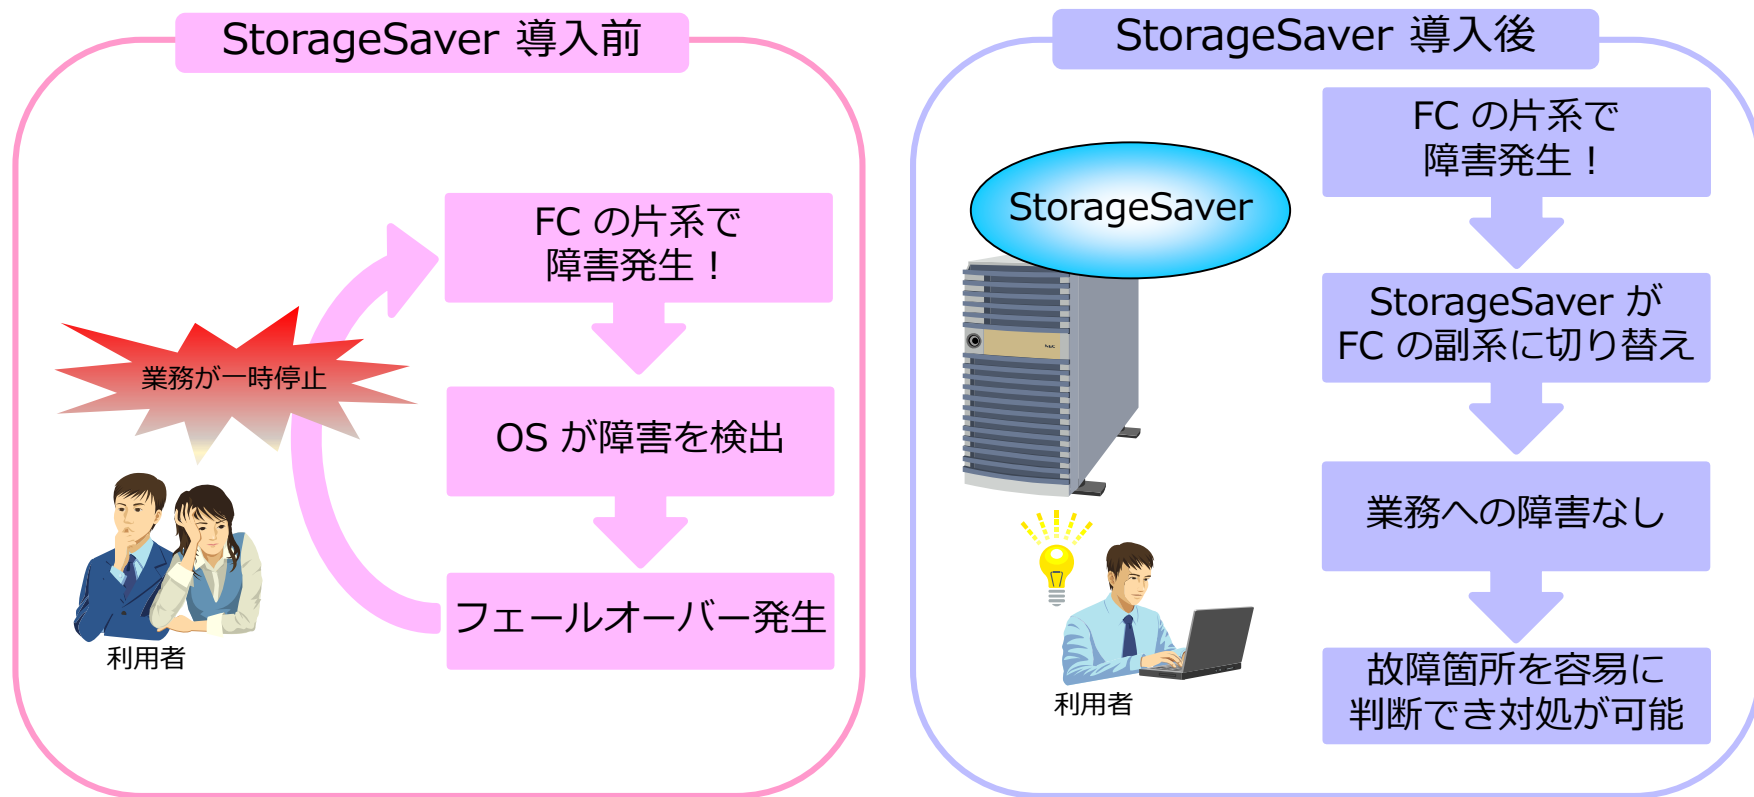 StorageSaver 導入前
FC の片系で
障害発生！
業務が一時停止
OS が障害を検出
フェールオーバー発生
利用者
StorageSaver 導入後
StorageSaver
FC の片系で
障害発生！
StorageSaver が
FC の副系に切り替え
業務への障害なし
故障箇所を容易に
判断でき対処が可能
利用者